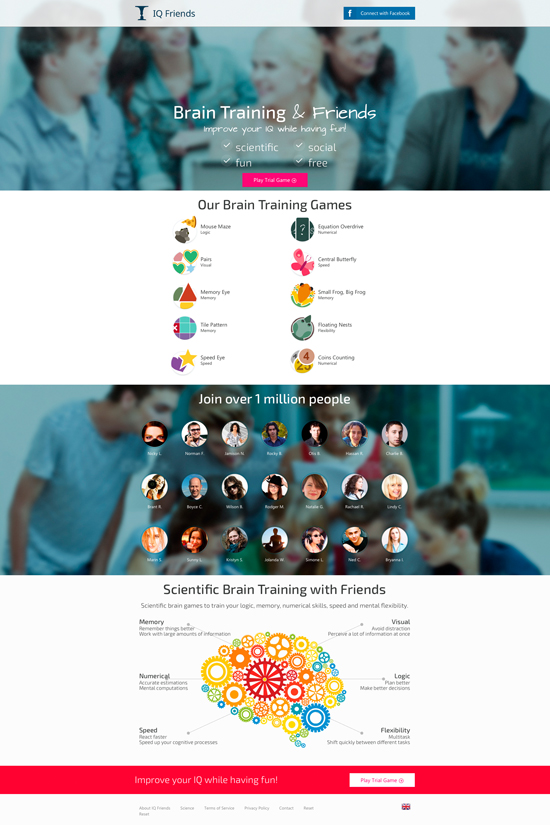 IQ Friends
Connect with Facebook
Brain Training & Friends
Improve your IQ while having fun!
scientific
social
fun
free
Play Trial Game
Our Brain Training Games
Mouse Maze
Logic
Equation Overdrive
Numerical
Pairs
Visual
Central Butterfly
Speed
Memory Eye
Memory
Small Frog, Big Frog
Memory
Tile Pattern
Memory
Floating Nests
Flexibility
Speed Eye
Speed
Coins Counting
Numerical
Join over 1 million people
Nicky L.
Norman F.
Jamison N.
Rocky B.
Otis B.
Hassan R.
Charlie B.
Brant R.
Boyce C.
Wilson B.
Rodger M.
Natalie G.
Rachael R.
Lindy C.
Mann S.
Sunny L.
Kristyn S.
Jolanda W.
Simone L.
Ned C.
Bryanna J.
Scientific Brain Training with Friends
Scientific brain games to train your logic, memory, numerical skills, speed and mental flexibility.
Memory
Remember things better
Work with large amounts of information
Visual
Avoid distraction
Perceive a lot of information at once
Numerical
Accurate estimations
Mental computations
Logic
Plan better
Make better decisions
Speed
React faster
Speed up your cognitive processes
Flexibility
Multitask
Shift quickly between different tasks
Improve your IQ while having fun!
Play Trial Game
About IQ Friends Science Terms of Service Privacy Policy Contact Reset
Reset